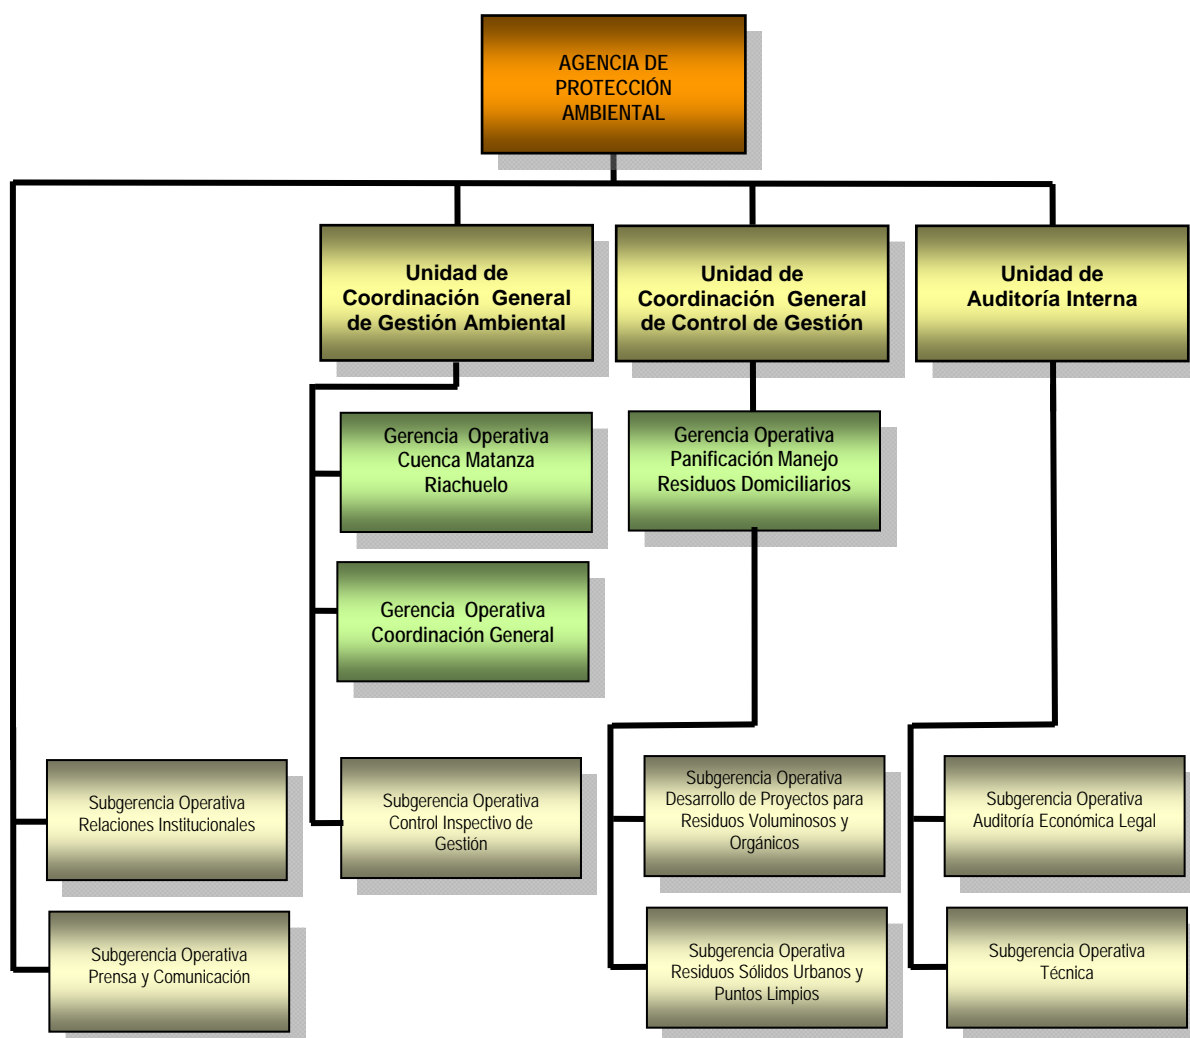 AGENCIA DE
PROTECCIÓN
AMBIENTAL
Unidad de
Coordinación General
de Gestión Ambiental
Unidad de
Coordinación General
de Control de Gestión
Unidad de
Auditoría Interna
Gerencia Operativa
Cuenca Matanza
Riachuelo
Gerencia Operativa
Panificación Manejo
Residuos Domiciliarios
Gerencia Operativa
Coordinación General
Subgerencia Operativa
Relaciones Institucionales
Subgerencia Operativa
Control Inspectivo de
Gestión
Subgerencia Operativa
Desarrollo de Proyectos para
Residuos Voluminosos y
Orgánicos
Subgerencia Operativa
Auditoría Económica Legal
Subgerencia Operativa
Prensa y Comunicación
Subgerencia Operativa
Residuos Sólidos Urbanos y
Puntos Limpios
Subgerencia Operativa
Técnica